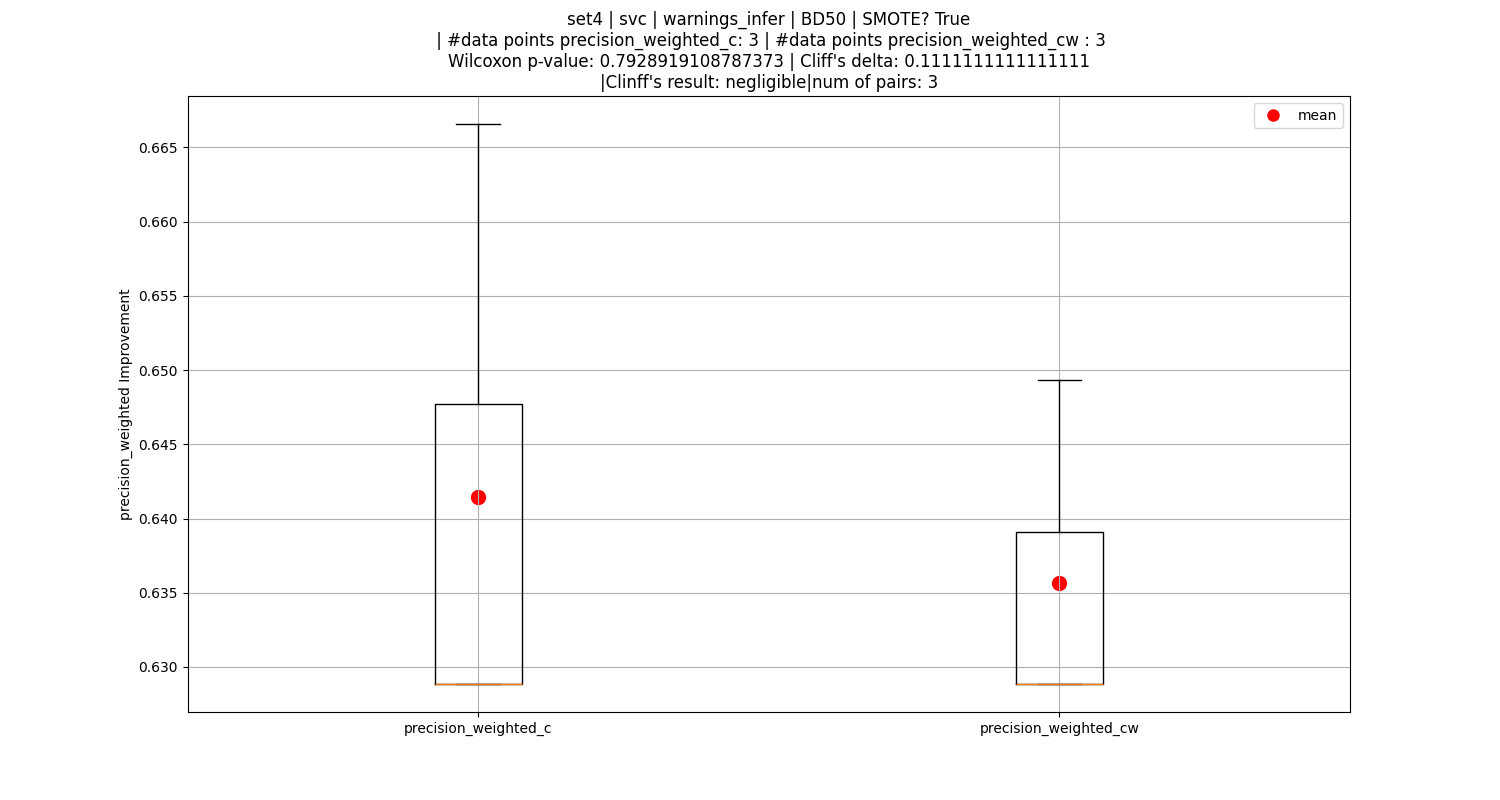 set4 | svc | warnings_infer | BD50 | SMOTE? True
| #data points precision_weighted_c: 3 | #data points precision_weighted_cw : 3
Wilcoxon p-value: 0.7928919108787373 | Cliff's delta: 0.1111111111111111
|Clinff's result: negligible|num of pairs: 3
mean
0.665
0.660
0.655
0.650
0.645
0.640
0.635
0.630
precision_weighted Improvement
precision_weighted_c
precision_weighted_cw